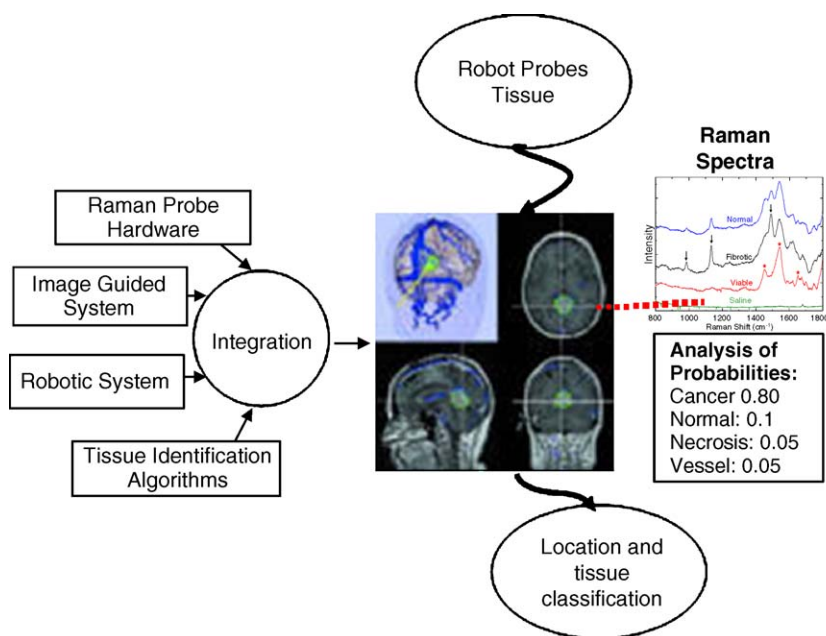 Robot Probes
Tissue
Raman
Spectra
Raman Probe
Hardware
Image Guided
System
Robotic System
Tissue Identification
Algorithms
Integration
Intensity
Normal
Fibrotic
Viable
Saline
800 1000 1200 1400 1600 1800
Raman Shift (cm⁻¹)
Analysis of
Probabilities:
Cancer 0.80
Normal: 0.1
Necrosis: 0.05
Vessel: 0.05
Location and
tissue
classification